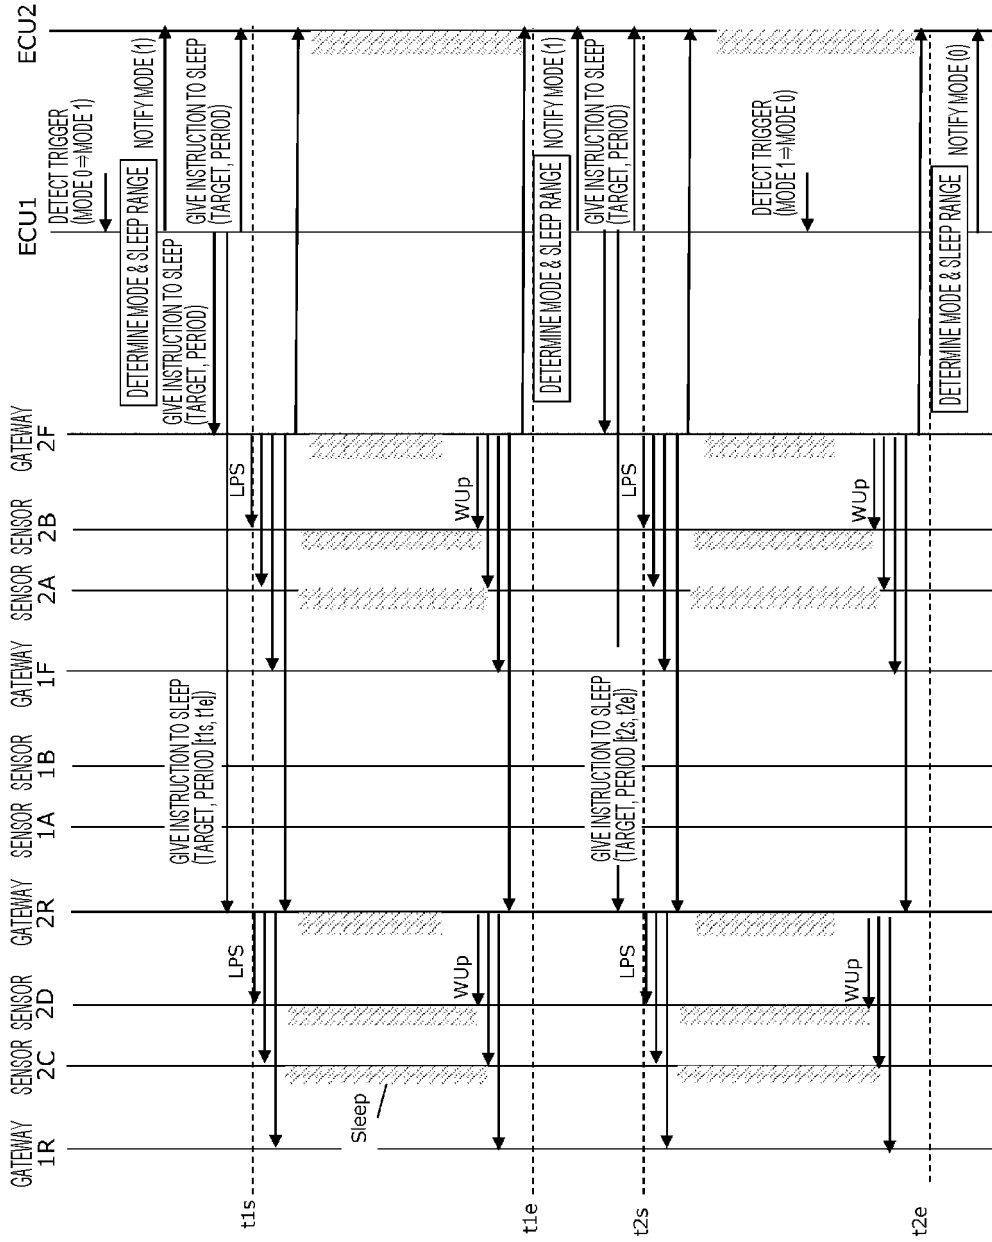 GATEWAY 1R
SENSOR 2C
SENSOR 2D
GATEWAY 2R
SENSOR 1A
SENSOR 1B
GATEWAY 1F
SENSOR 2A
SENSOR 2B
GATEWAY 2F
ECU1
ECU2
DETECT TRIGGER
(MODE 0⇒MODE 1)
DETERMINE MODE & SLEEP RANGE
NOTIFY MODE (1)
GIVE INSTRUCTION TO SLEEP
(TARGET, PERIOD)
GIVE INSTRUCTION TO SLEEP
(TARGET, PERIOD)
GIVE INSTRUCTION TO SLEEP
(TARGET, PERIOD [t1s, t1e])
t1s
LPS
LPS
Sleep
WUp
WUp
t1e
DETERMINE MODE & SLEEP RANGE
NOTIFY MODE (1)
GIVE INSTRUCTION TO SLEEP
(TARGET, PERIOD)
GIVE INSTRUCTION TO SLEEP
(TARGET, PERIOD [t2s, t2e])
t2s
LPS
LPS
DETECT TRIGGER
(MODE 1⇒MODE 0)
WUp
WUp
t2e
DETERMINE MODE & SLEEP RANGE
NOTIFY MODE (0)